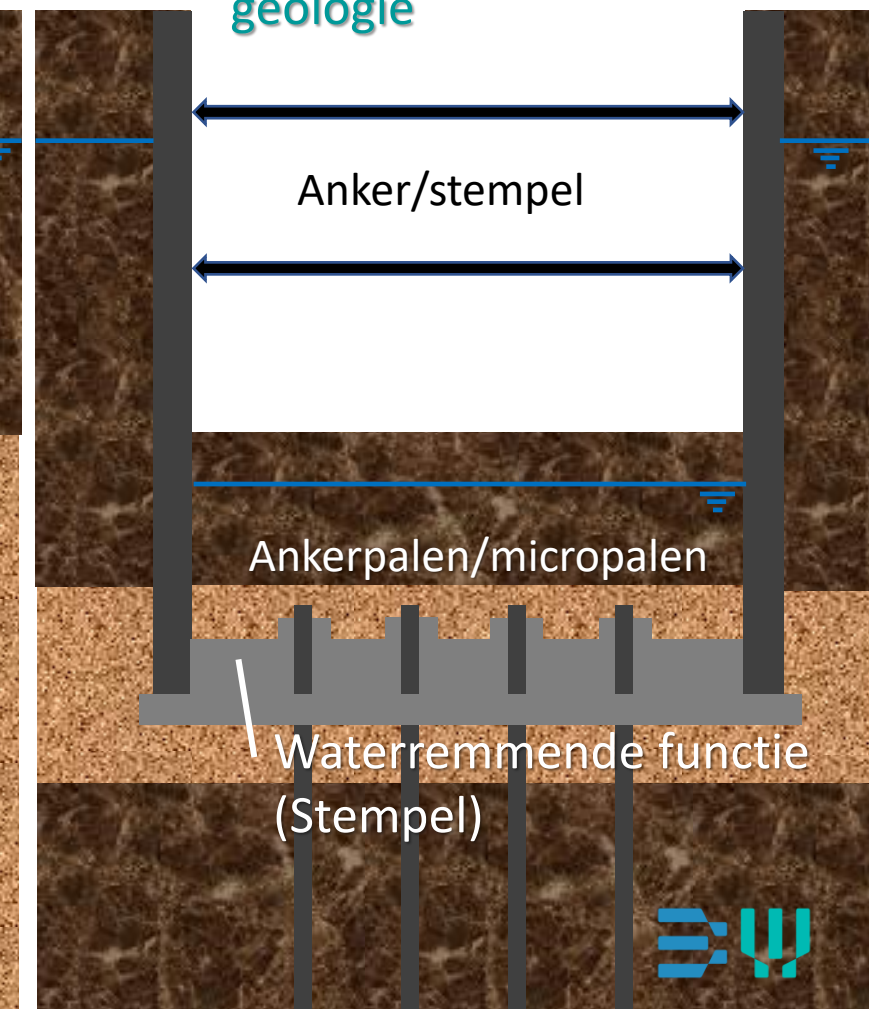 geologie
Anker/stempel
Ankerpalen/micropalen
Waterremmende functie
(Stempel)